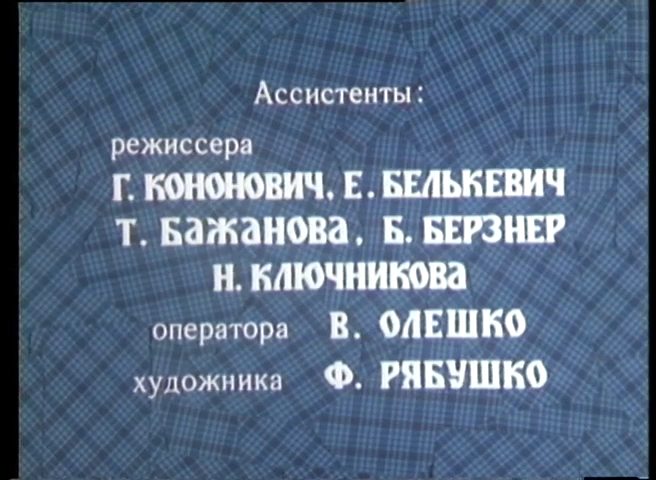 Ассистенты:
режиссера
Г. КОНОНОВИЧ, Е. БЕЛЬКЕВИЧ
Т. БАЖАНОВА, Б. БЕРЗНЕР
Н. КЛЮЧНИКОВА
оператора В. ОЛЕШКО
художника Ф. РЯБУШКО